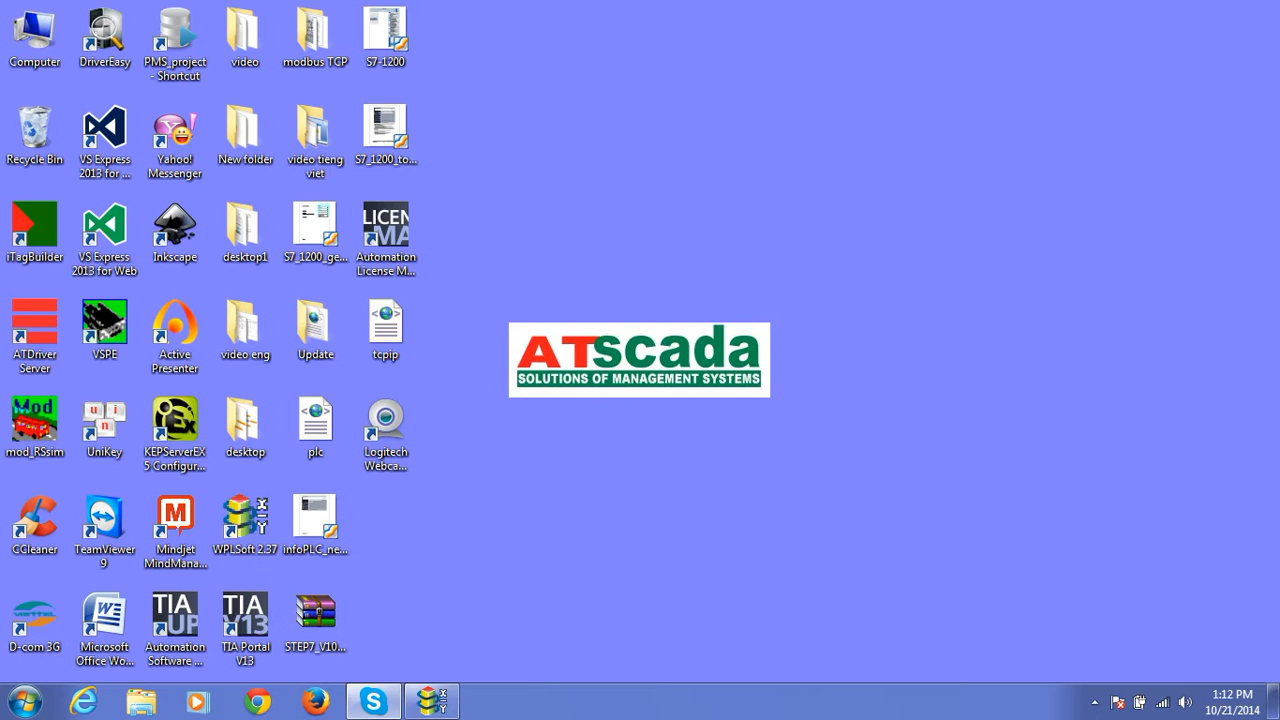 Computer
DriverEasy
PMS_project
- Shortcut
video
modbus TCP
S7-1200
Recycle Bin
VS Express
2013 for ...
Yahoo!
Messenger
New folder
video tieng
viet
S7_1200_to...
iTagBuilder
VS Express
2013 for Web
Inkscape
desktop1
S7_1200_ge...
LICEN
MA
Automation
License M...
ATDriver
Server
VSPE
Active
Presenter
video eng
Update
tcpip
ATscada
SOLUTIONS OF MANAGEMENT SYSTEMS
Mod
mod_RSsim
u i
n
UniKey
Ex
KEPServerEX
5 Configur...
desktop
plc
Logitech
Webca...
CCleaner
TeamViewer
9
M
Mindjet
MindMana...
WPLSoft 2.37
infoPLC_ne...
VIETTEL
D-com 3G
W
Microsoft
Office Wo...
TIA
UP
Automation
Software ...
TIA
V13
TIA Portal
V13
STEP7_V10...
1:12 PM
10/21/2014